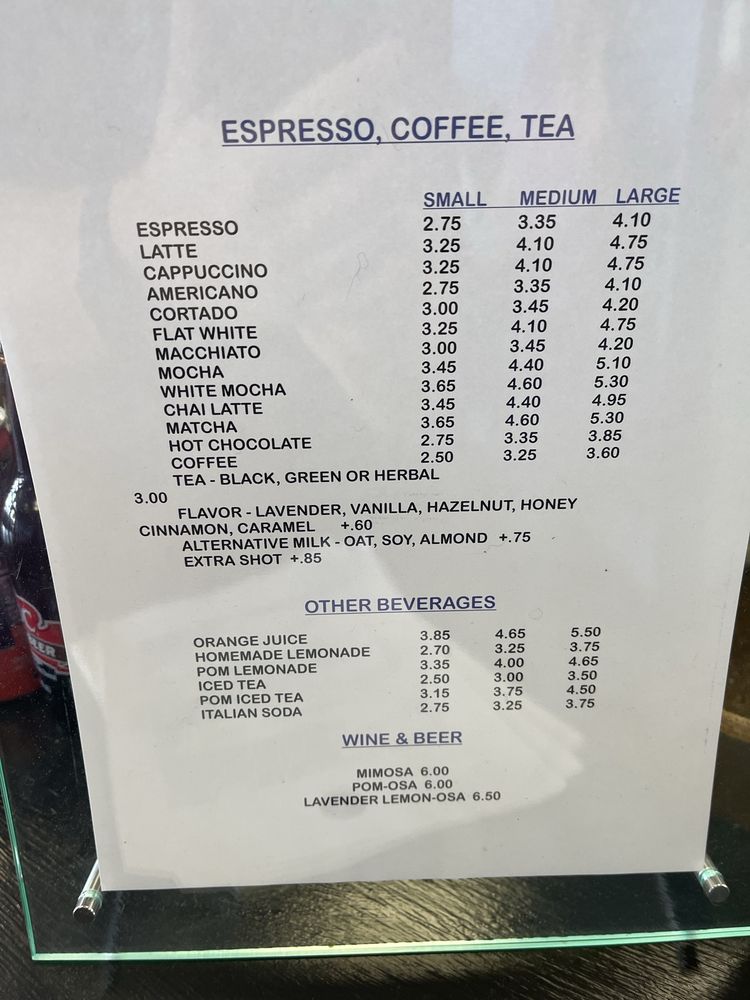 ESPRESSO, COFFEE, TEA
SMALL MEDIUM LARGE
ESPRESSO 2.75 3.35 4.10
LATTE 3.25 4.10 4.75
CAPPUCCINO 3.25 4.10 4.75
AMERICANO 2.75 3.35 4.10
CORTADO 3.00 3.45 4.20
FLAT WHITE 3.25 4.10 4.75
MACCHIATO 3.00 3.45 4.20
MOCHA 3.45 4.40 5.10
WHITE MOCHA 3.65 4.60 5.30
CHAI LATTE 3.45 4.40 4.95
MATCHA 3.65 4.60 5.30
HOT CHOCOLATE 2.75 3.35 3.85
COFFEE 2.50 3.25 3.60
TEA - BLACK, GREEN OR HERBAL
3.00
FLAVOR - LAVENDER, VANILLA, HAZELNUT, HONEY
CINNAMON, CARAMEL +.60
ALTERNATIVE MILK - OAT, SOY, ALMOND +.75
EXTRA SHOT +.85
OTHER BEVERAGES
ORANGE JUICE 3.85 4.65 5.50
HOMEMADE LEMONADE 2.70 3.25 3.75
POM LEMONADE 3.35 4.00 4.65
ICED TEA 2.50 3.00 3.50
POM ICED TEA 3.15 3.75 4.50
ITALIAN SODA 2.75 3.25 3.75
WINE & BEER
MIMOSA 6.00
POM-OSA 6.00
LAVENDER LEMON-OSA 6.50